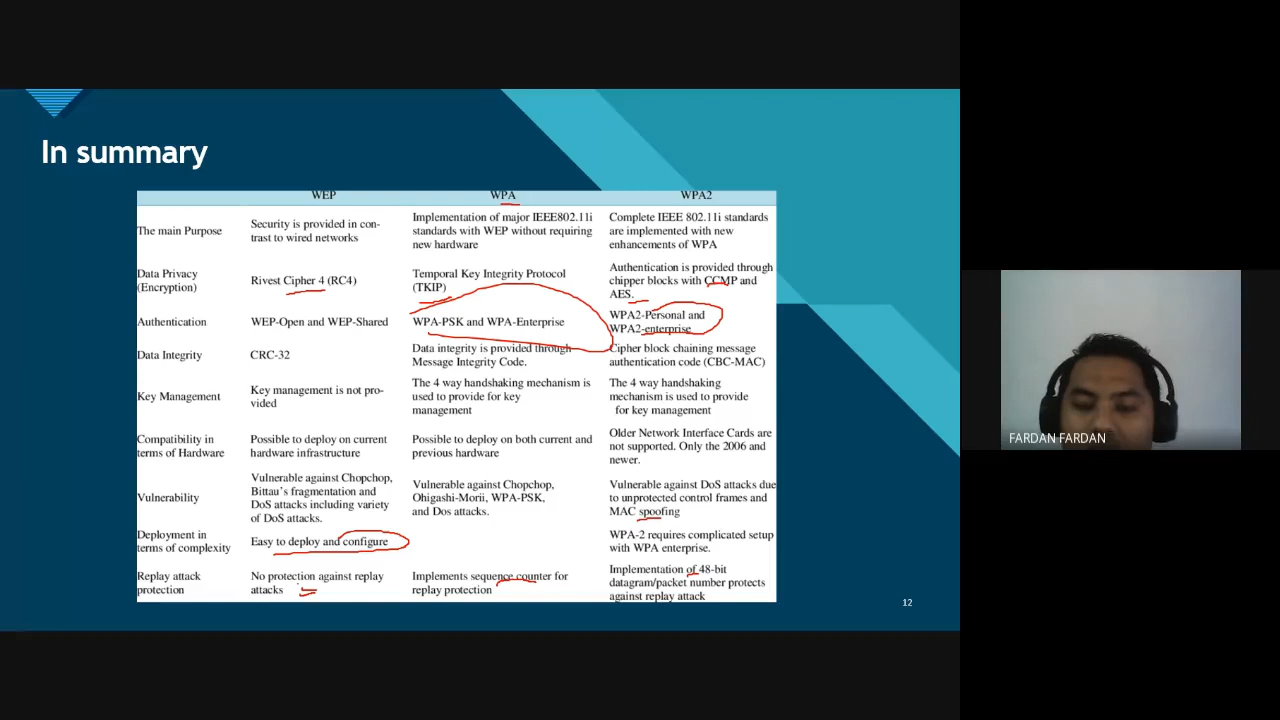 In summary
WEP WPA WPA2
The main Purpose
Security is provided in con-
trast to wired networks
Implementation of major IEEE802.11i
standards with WEP without requiring
new hardware
Complete IEEE 802.11i standards
are implemented with new
enhancements of WPA
Data Privacy
(Encryption)
Rivest Cipher 4 (RC4)
Temporal Key Integrity Protocol
(TKIP)
Authentication is provided through
chipper blocks with CCMP and
AES.
Authentication
WEP-Open and WEP-Shared
WPA-PSK and WPA-Enterprise
WPA2-Personal and
WPA2-enterprise
Data Integrity
CRC-32
Data integrity is provided through
Message Integrity Code.
Cipher block chaining message
authentication code (CBC-MAC)
Key Management
Key management is not pro-
vided
The 4 way handshaking mechanism is
used to provide for key
management
The 4 way handshaking
mechanism is used to provide
for key management
Compatibility in
terms of Hardware
Possible to deploy on current
hardware infrastructure
Possible to deploy on both current and
previous hardware
Older Network Interface Cards are
not supported. Only the 2006 and
newer.
Vulnerability
Vulnerable against Chopchop,
Bittau's fragmentation and
DoS attacks including variety
of DoS attacks.
Vulnerable against Chopchop,
Ohigashi-Morii, WPA-PSK,
and Dos attacks.
Vulnerable against DoS attacks due
to unprotected control frames and
MAC spoofing
Deployment in
terms of complexity
Easy to deploy and configure
WPA-2 requires complicated setup
with WPA enterprise.
Replay attack
protection
No protection against replay
attacks
Implements sequence counter for
replay protection
Implementation of 48-bit
datagram/packet number protects
against replay attack
12
FARDAN FARDAN